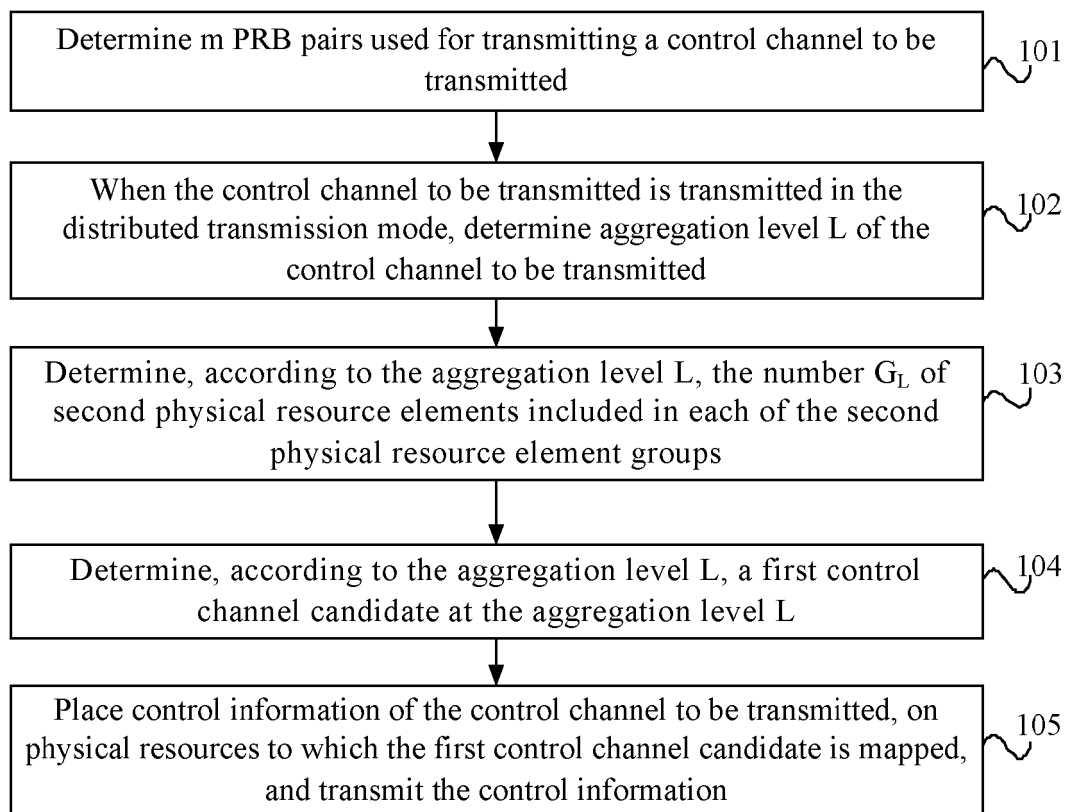 Determine m PRB pairs used for transmitting a control channel to be
transmitted
101
When the control channel to be transmitted is transmitted in the
distributed transmission mode, determine aggregation level L of the
control channel to be transmitted
102
Determine, according to the aggregation level L, the number GL of
second physical resource elements included in each of the second
physical resource element groups
103
Determine, according to the aggregation level L, a first control
channel candidate at the aggregation level L
104
Place control information of the control channel to be transmitted, on
physical resources to which the first control channel candidate is mapped,
and transmit the control information
105